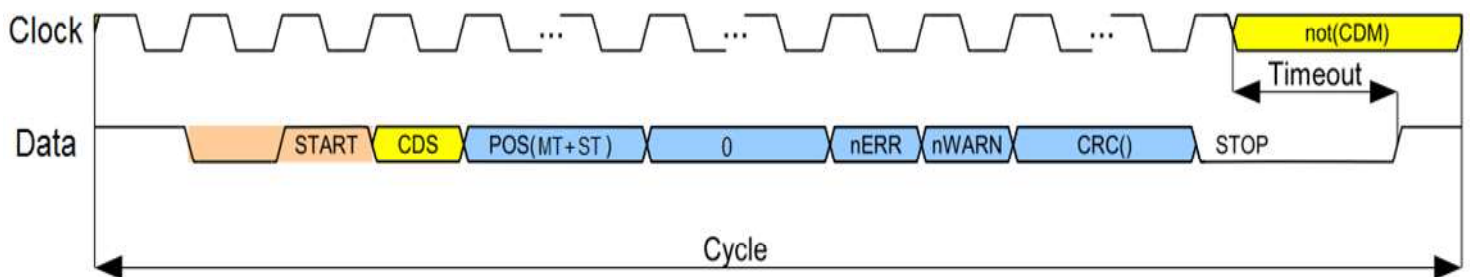 Clock ... ... ... not(CDM)
Timeout
Data START CDS POS(MT+ST) 0 nERR nWARN CRC() STOP
Cycle